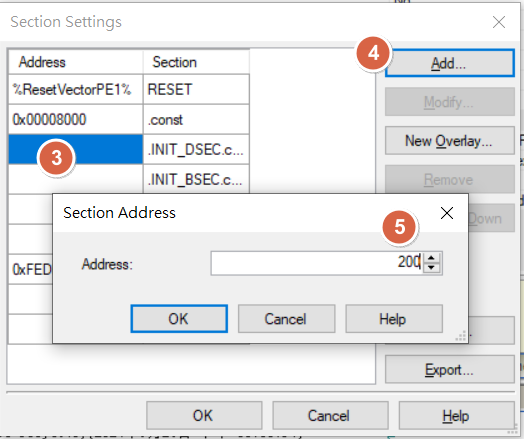 Section Settings
Address Section
%ResetVectorPE1% RESET
0x00008000 .const
.INIT_DSEC.c...
.INIT_BSEC.c...
0xFED
3
4
Add...
Modify...
New Overlay...
Remove
Down
Section Address
5
Address: 200
OK Cancel Help
Export...
OK Cancel Help